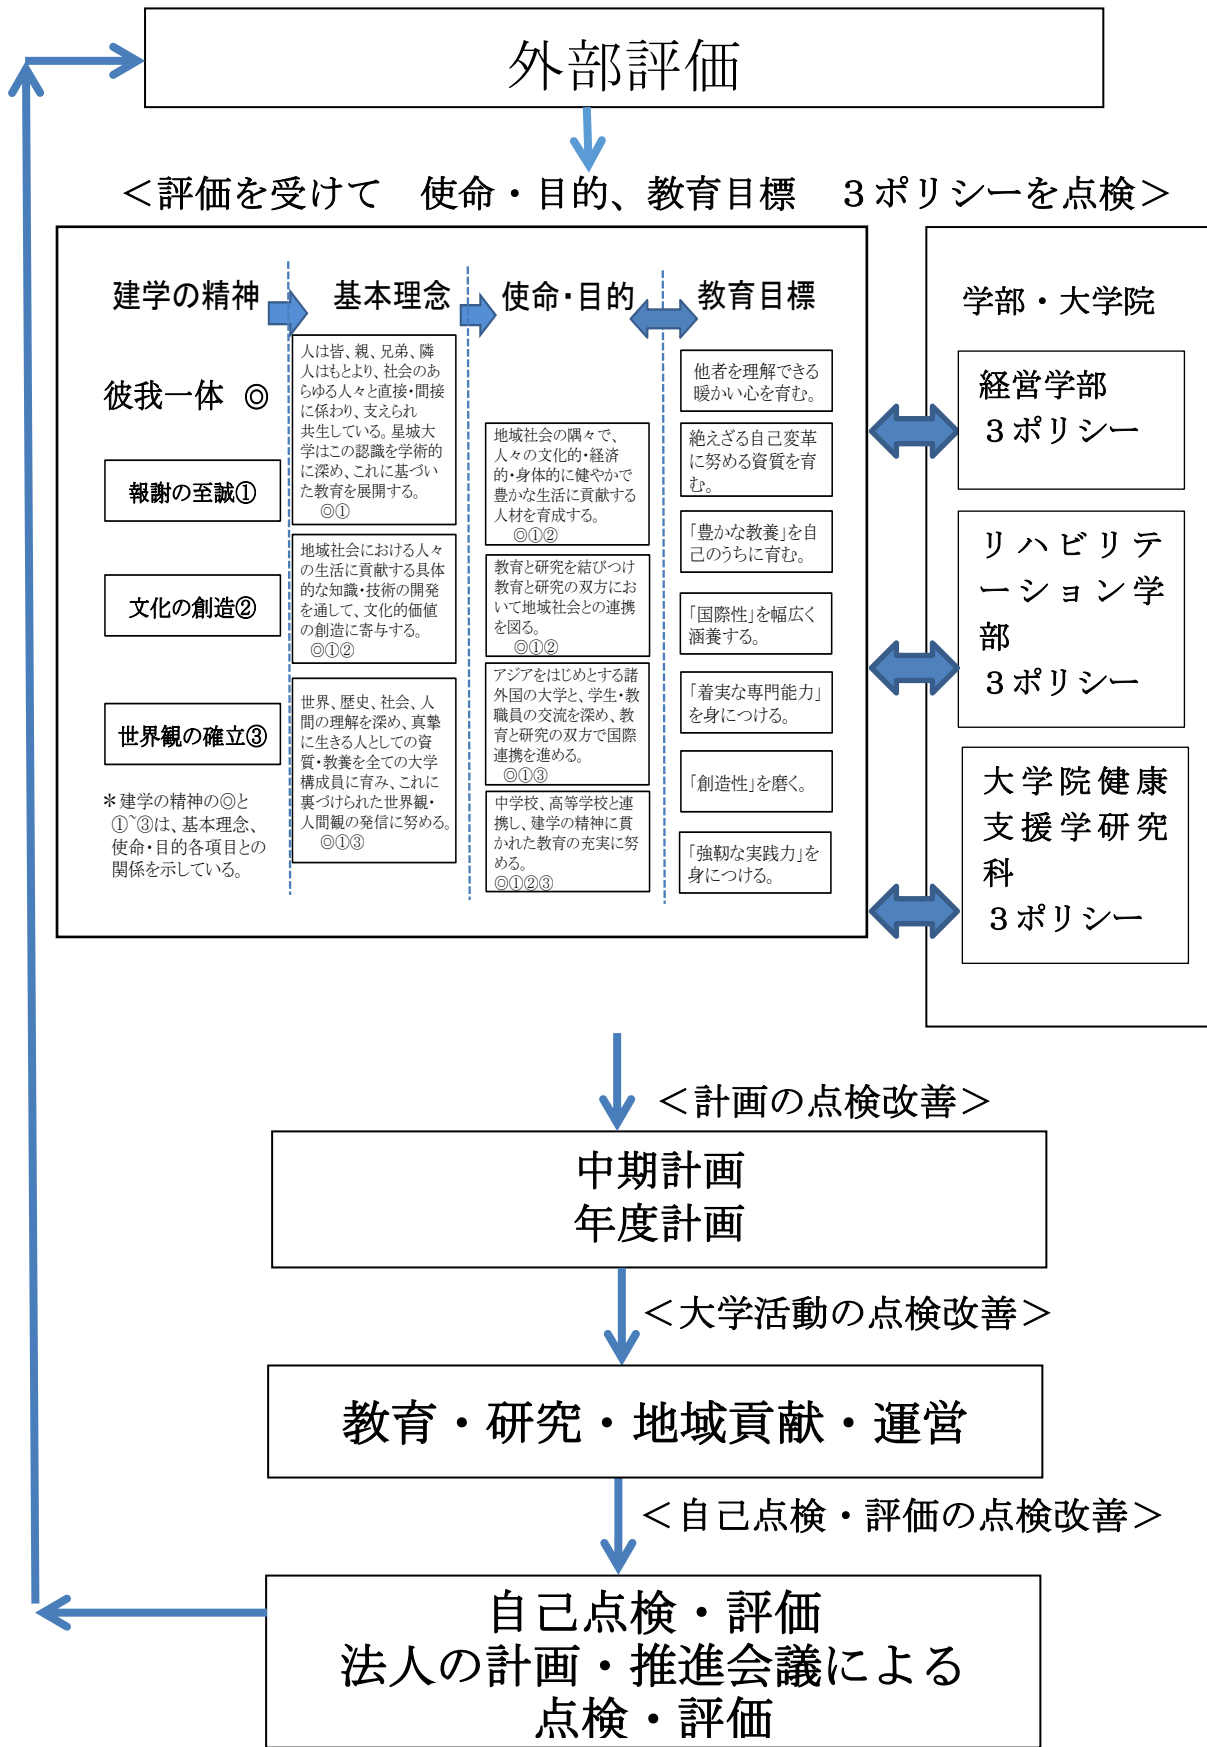 外部評価
＜評価を受けて　使命・目的、教育目標　３ポリシーを点検＞
建学の精神
彼我一体　◎
報謝の至誠①
文化の創造②
世界観の確立③
＊建学の精神の◎と
①~③は、基本理念、
使命・目的各項目との
関係を示している。
基本理念
人は皆、親、兄弟、隣
人はもとより、社会のあ
らゆる人々と直接・間接
に係わり、支えられ
共生している。星城大
学はこの認識を学術的
に深め、これに基づい
た教育を展開する。
◎①
地域社会における人々
の生活に貢献する具体
的な知識・技術の開発
を通して、文化的価値
の創造に寄与する。
◎①②
世界、歴史、社会、人
間の理解を深め、真摯
に生きる人としての資
質・教養を全ての大学
構成員に育み、これに
裏づけられた世界観・
人間観の発信に努める。
◎①③
使命・目的
地域社会の隅々で、
人々の文化的・経済
的・身体的に健やかで
豊かな生活に貢献する
人材を育成する。
◎①②
教育と研究を結びつけ
教育と研究の双方にお
いて地域社会との連携
を図る。
◎①②
アジアをはじめとする諸
外国の大学と、学生・教
職員の交流を深め、教
育と研究の双方で国際
連携を進める。
◎①③
中学校、高等学校と連
携し、建学の精神に貫
かれた教育の充実に努
める。
◎①②③
教育目標
他者を理解できる
暖かい心を育む。
絶えざる自己変革
に努める資質を育
む。
「豊かな教養」を自
己のうちに育む。
「国際性」を幅広く
涵養する。
「着実な専門能力」
を身につける。
「創造性」を磨く。
「強靱な実践力」を
身につける。
学部・大学院
経営学部
３ポリシー
リハビリテ
ーション学
部
３ポリシー
大学院健康
支援学研究
科
３ポリシー
＜計画の点検改善＞
中期計画
年度計画
＜大学活動の点検改善＞
教育・研究・地域貢献・運営
＜自己点検・評価の点検改善＞
自己点検・評価
法人の計画・推進会議による
点検・評価